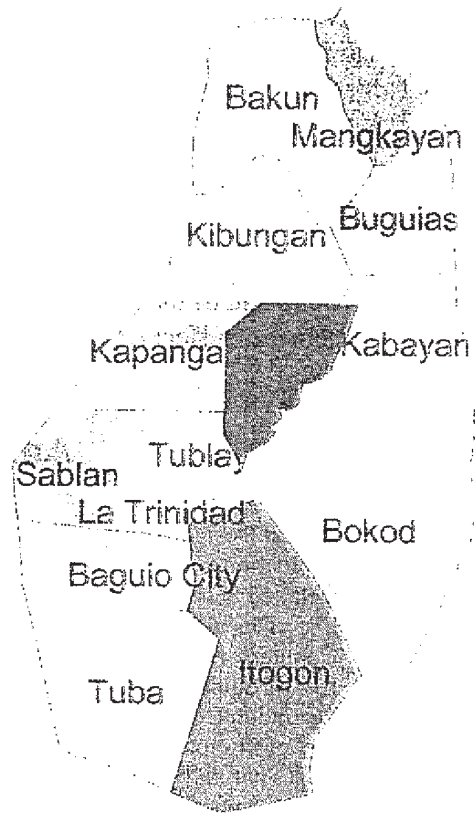 Bakun
Mangkayan
Buguias
Kibungan
Kapanga
Kabayan
Tublay
Sablan
La Trinidad
Bokod
Baguio City
Itogon
Tuba